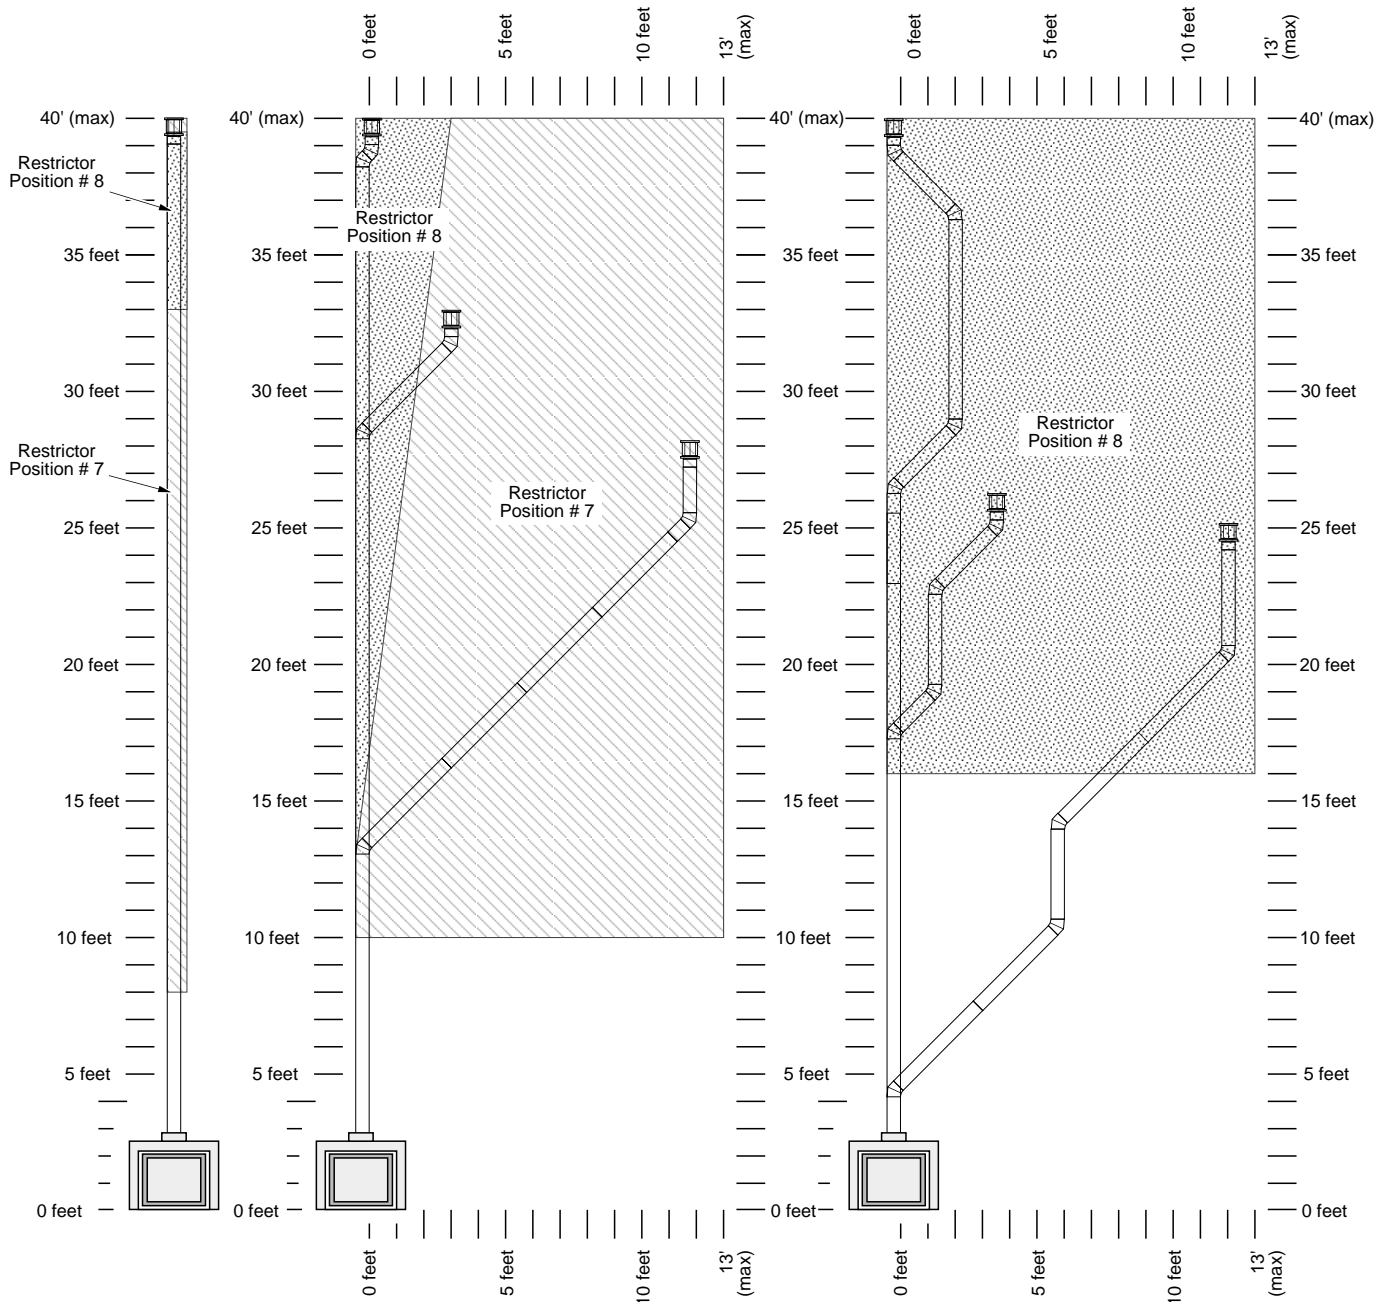 0 feet
5 feet
10 feet
13'
(max)
0 feet
5 feet
10 feet
13'
(max)
40' (max)
40' (max)
40' (max)
40' (max)
Restrictor
Position # 8
Restrictor
Position # 8
35 feet
35 feet
35 feet
35 feet
30 feet
30 feet
30 feet
30 feet
Restrictor
Position # 8
Restrictor
Position # 7
Restrictor
Position # 7
25 feet
25 feet
25 feet
25 feet
20 feet
20 feet
20 feet
20 feet
15 feet
15 feet
15 feet
15 feet
10 feet
10 feet
10 feet
10 feet
5 feet
5 feet
5 feet
5 feet
0 feet
0 feet
0 feet
0 feet
0 feet
5 feet
10 feet
13'
(max)
0 feet
5 feet
10 feet
13'
(max)